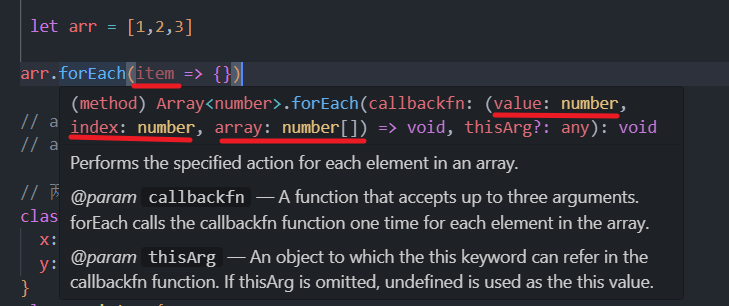 let arr = [1,2,3]
arr.forEach(item => {})
(method) Array<number>.forEach(callbackfn: (value: number,
index: number, array: number[]) => void, thisArg?: any): void
// a
// a
Performs the specified action for each element in an array.
// 两
@param callbackfn — A function that accepts up to three arguments.
clas
forEach calls the callbackfn function one time for each element in the array.
x:
@param thisArg — An object to which the this keyword can refer in the
y:
callbackfn function. If thisArg is omitted, undefined is used as the this value.
}